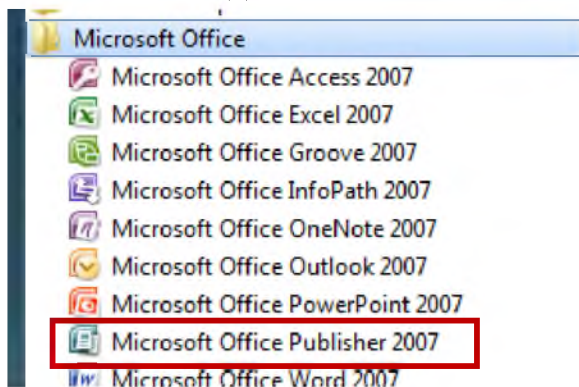 Microsoft Office
Microsoft Office Access 2007
Microsoft Office Excel 2007
Microsoft Office Groove 2007
Microsoft Office InfoPath 2007
Microsoft Office OneNote 2007
Microsoft Office Outlook 2007
Microsoft Office PowerPoint 2007
Microsoft Office Publisher 2007
Microsoft Office Word 2007